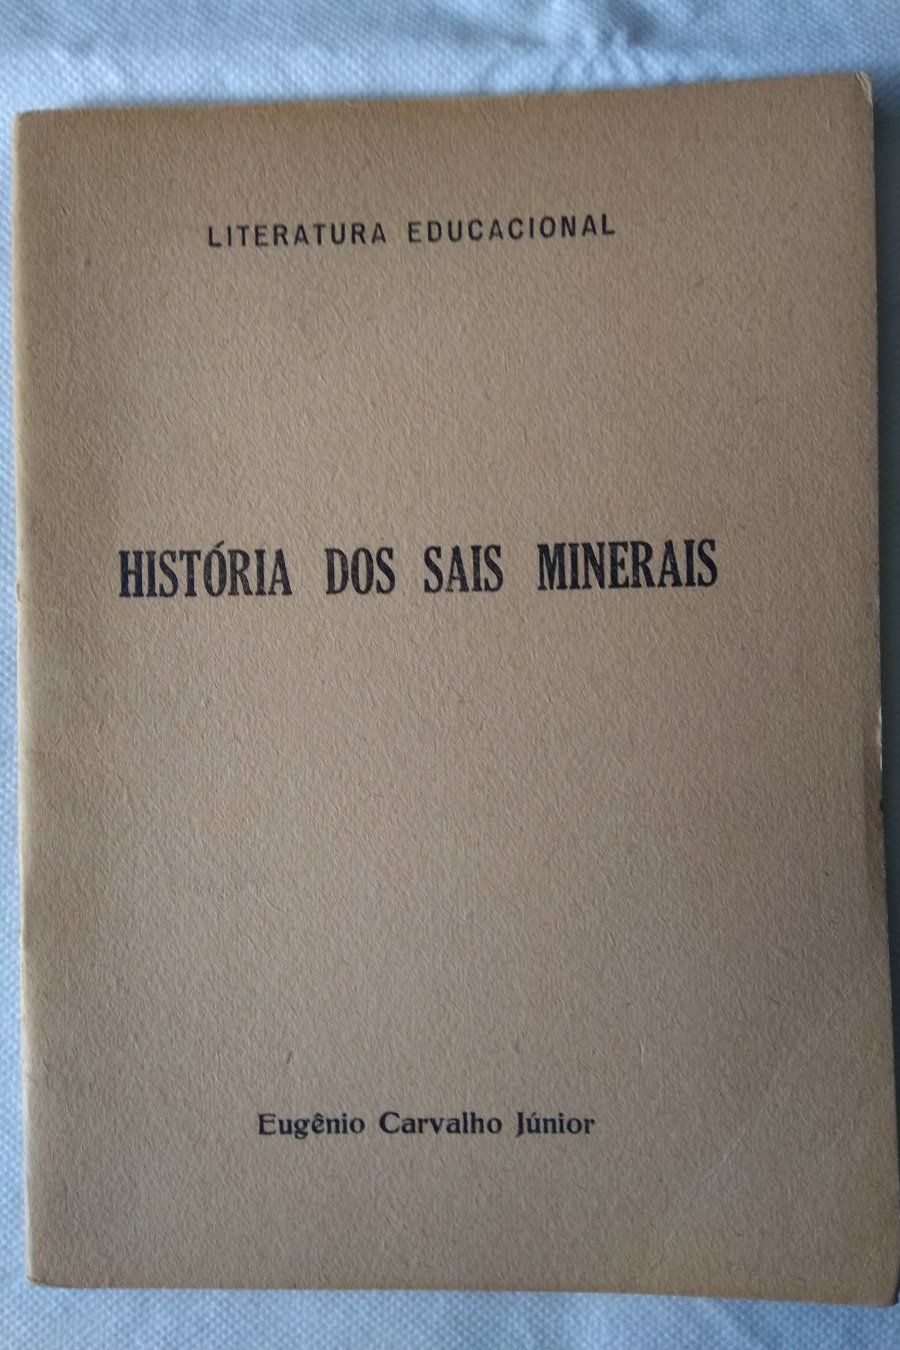 LITERATURA EDUCACIONAL
HISTÓRIA DOS SAIS MINERAIS
Eugênio Carvalho Júnior